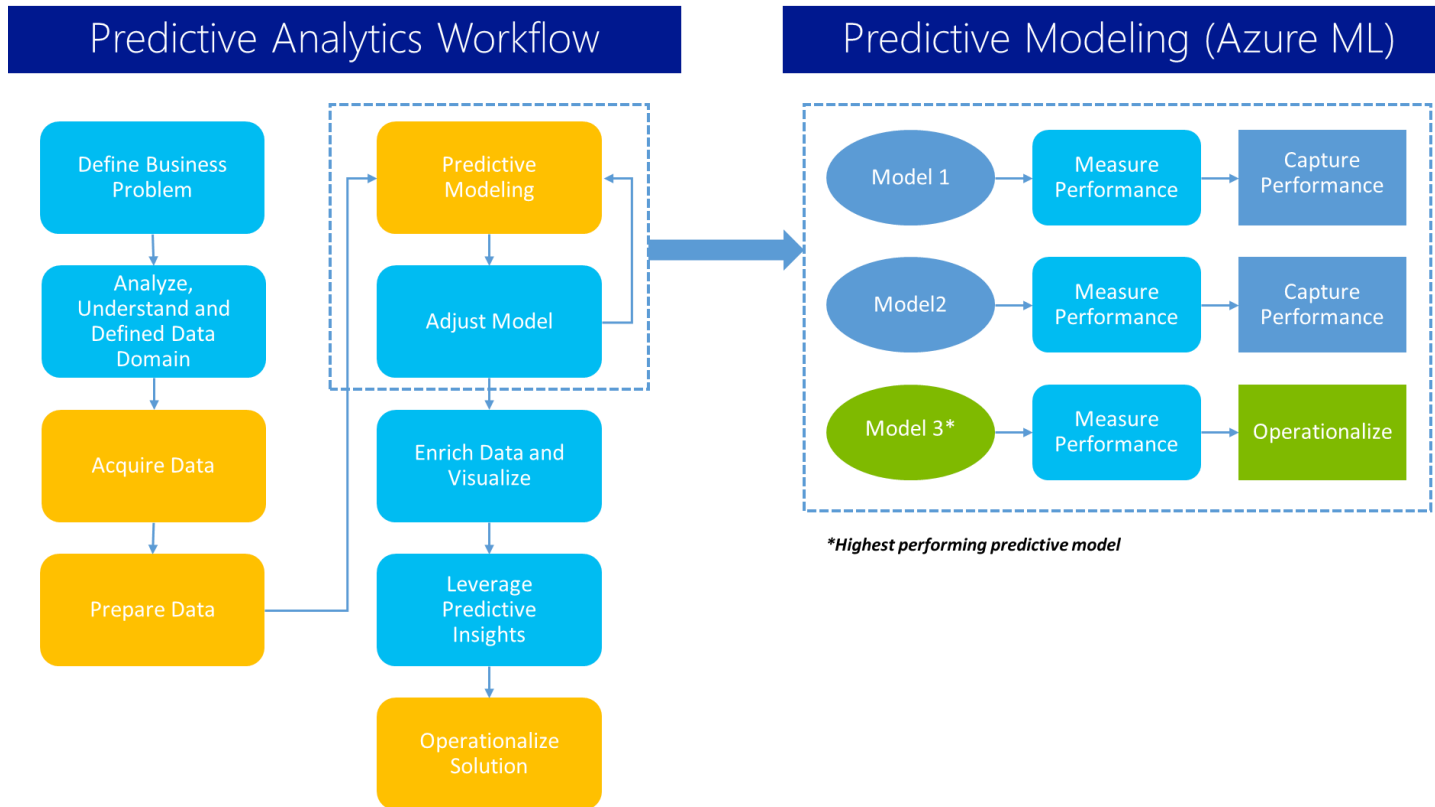 Predictive Analytics Workflow
Predictive Modeling (Azure ML)
Define Business
Problem
Analyze,
Understand and
Defined Data
Domain
Acquire Data
Prepare Data
Predictive
Modeling
Adjust Model
Enrich Data and
Visualize
Leverage
Predictive
Insights
Operationalize
Solution
Model 1
Measure
Performance
Capture
Performance
Model2
Measure
Performance
Capture
Performance
Model 3*
Measure
Performance
Operationalize
*Highest performing predictive model